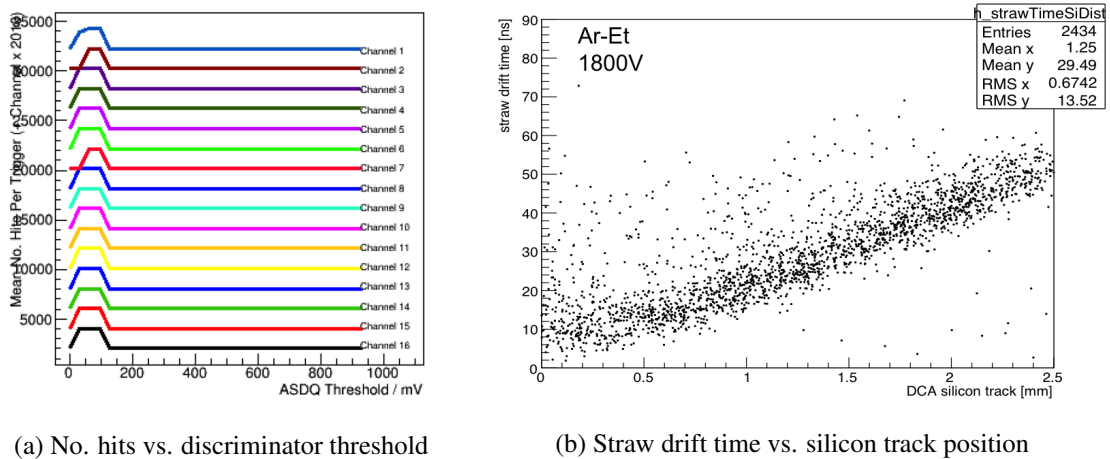 Mean No. Hits Per Trigger (+ Channel x 2016)
35000
30000
25000
20000
15000
10000
5000
Channel 1
Channel 2
Channel 3
Channel 4
Channel 5
Channel 6
Channel 7
Channel 8
Channel 9
Channel 10
Channel 11
Channel 12
Channel 13
Channel 14
Channel 15
Channel 16
0 200 400 600 800 1000
ASDQ Threshold / mV
(a) No. hits vs. discriminator threshold
straw drift time [ns]
90
80
70
60
50
40
30
20
10
0
Ar-Et
1800V
h_strawTimeSiDist
Entries 2434
Mean x 1.25
Mean y 29.49
RMS x 0.6742
RMS y 13.52
0 0.5 1 1.5 2 2.5
DCA silicon track [mm]
(b) Straw drift time vs. silicon track position